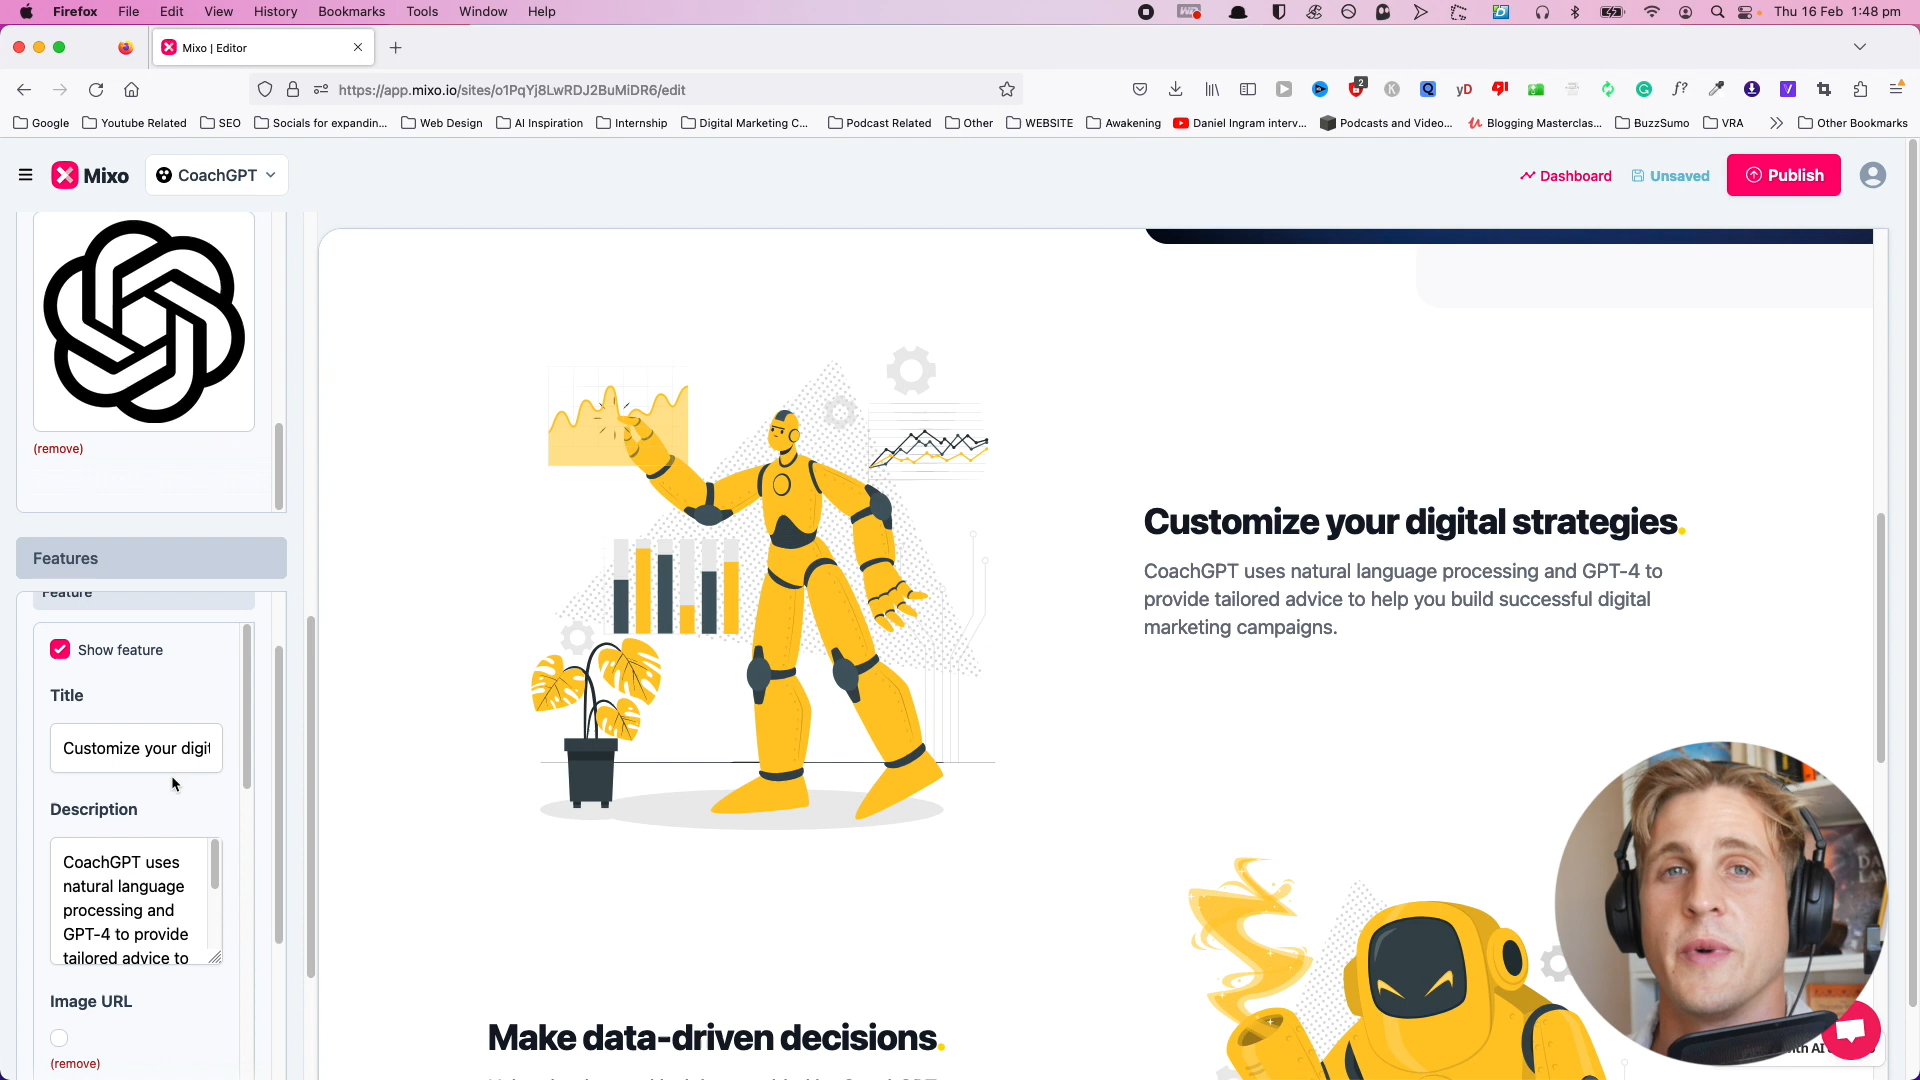 Firefox File Edit View History Bookmarks Tools Window Help Thu 16 Feb 1:48 pm
Mixo | Editor
https://app.mixo.io/sites/o1PqYj8LwRDJ2BuMiDR6/edit
2 yD f?
Google Youtube Related SEO Socials for expandin... Web Design AI Inspiration Internship Digital Marketing C... Podcast Related Other WEBSITE Awakening Daniel Ingram interv... Podcasts and Video... Blogging Masterclas... BuzzSumo VRA Other Bookmarks
Mixo CoachGPT Dashboard Unsaved Publish
(remove)
Features
Feature
Show feature
Title
Customize your digit
Description
CoachGPT uses
natural language
processing and
GPT-4 to provide
tailored advice to
Image URL
(remove)
Customize your digital strategies.
CoachGPT uses natural language processing and GPT-4 to
provide tailored advice to help you build successful digital
marketing campaigns.
Make data-driven decisions.